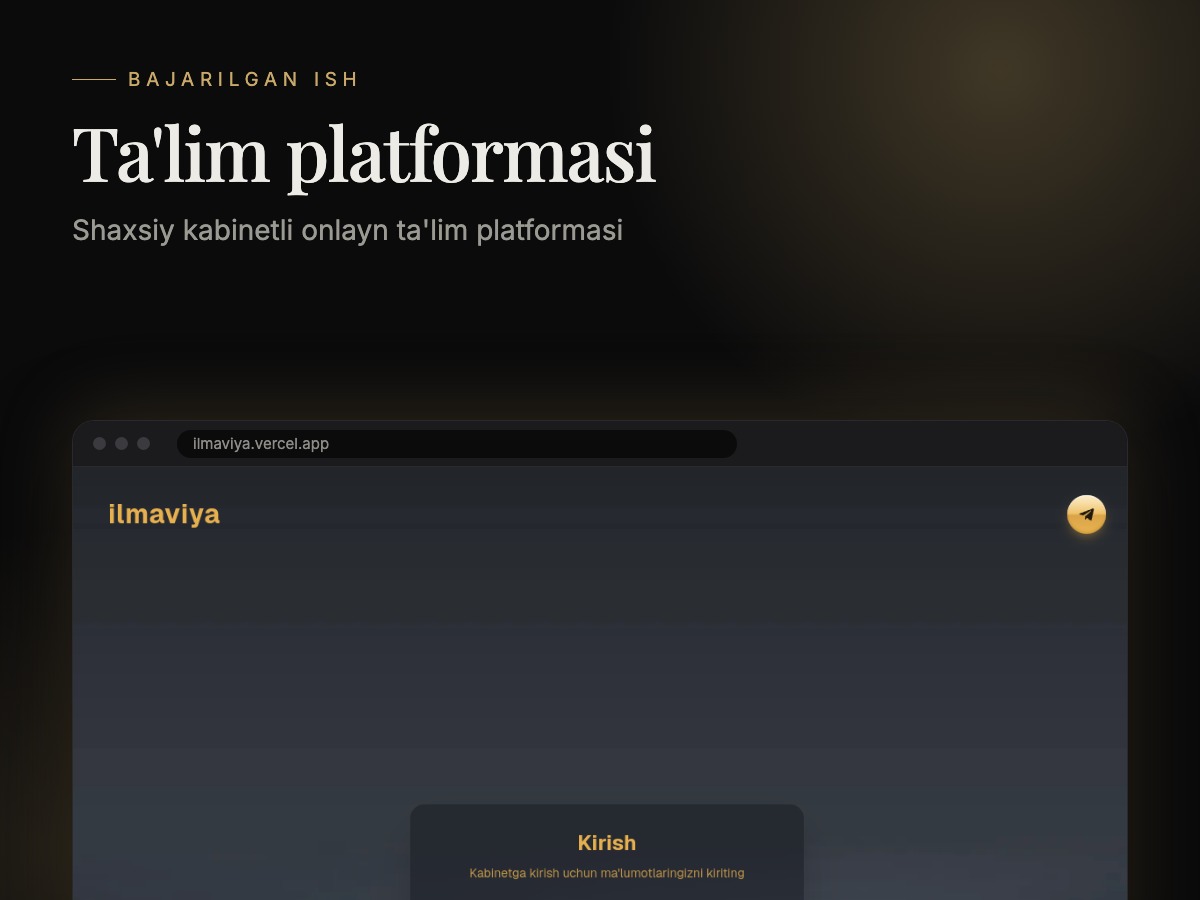 BAJARILGAN ISH
Ta'lim platformasi
Shaxsiy kabinetli onlayn ta'lim platformasi
ilmaviya.vercel.app
ilmaviya
Kirish
Kabinetga kirish uchun ma'lumotlaringizni kiriting